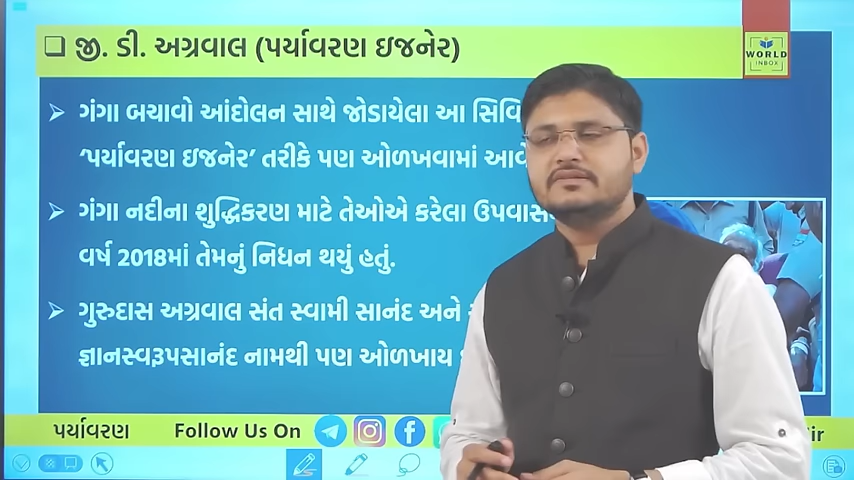 ❑ જી. ડી. અગ્રવાલ (પર્યાવરણ ઇજનેર)
WORLD
INBOX
➢ ગંગા બચાવો આંદોલન સાથે જોડાયેલા આ
'પર્યાવરણ ઇજનેર' તરીકે પણ ઓળખવામાં
➢ ગંગા નદીના શુદ્ધિકરણ માટે તેઓએ કરેલા
વર્ષ 2018માં તેમનું નિધન થયું હતું.
➢ ગુરુદાસ અગ્રવાલ સંત સ્વામી સાનંદ અને
જ્ઞાનસ્વરૂપસાનંદ નામથી પણ ઓળખાય
પર્યાવરણ Follow Us On